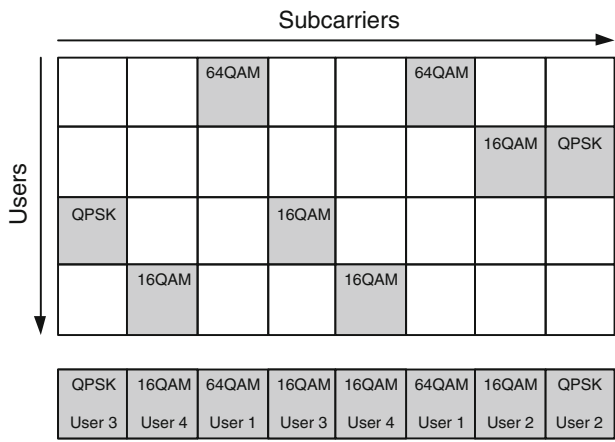 Subcarriers
Users
64QAM 64QAM
16QAM QPSK
QPSK 16QAM
16QAM 16QAM
QPSK 16QAM 64QAM 16QAM 16QAM 64QAM 16QAM QPSK
User 3 User 4 User 1 User 3 User 4 User 1 User 2 User 2